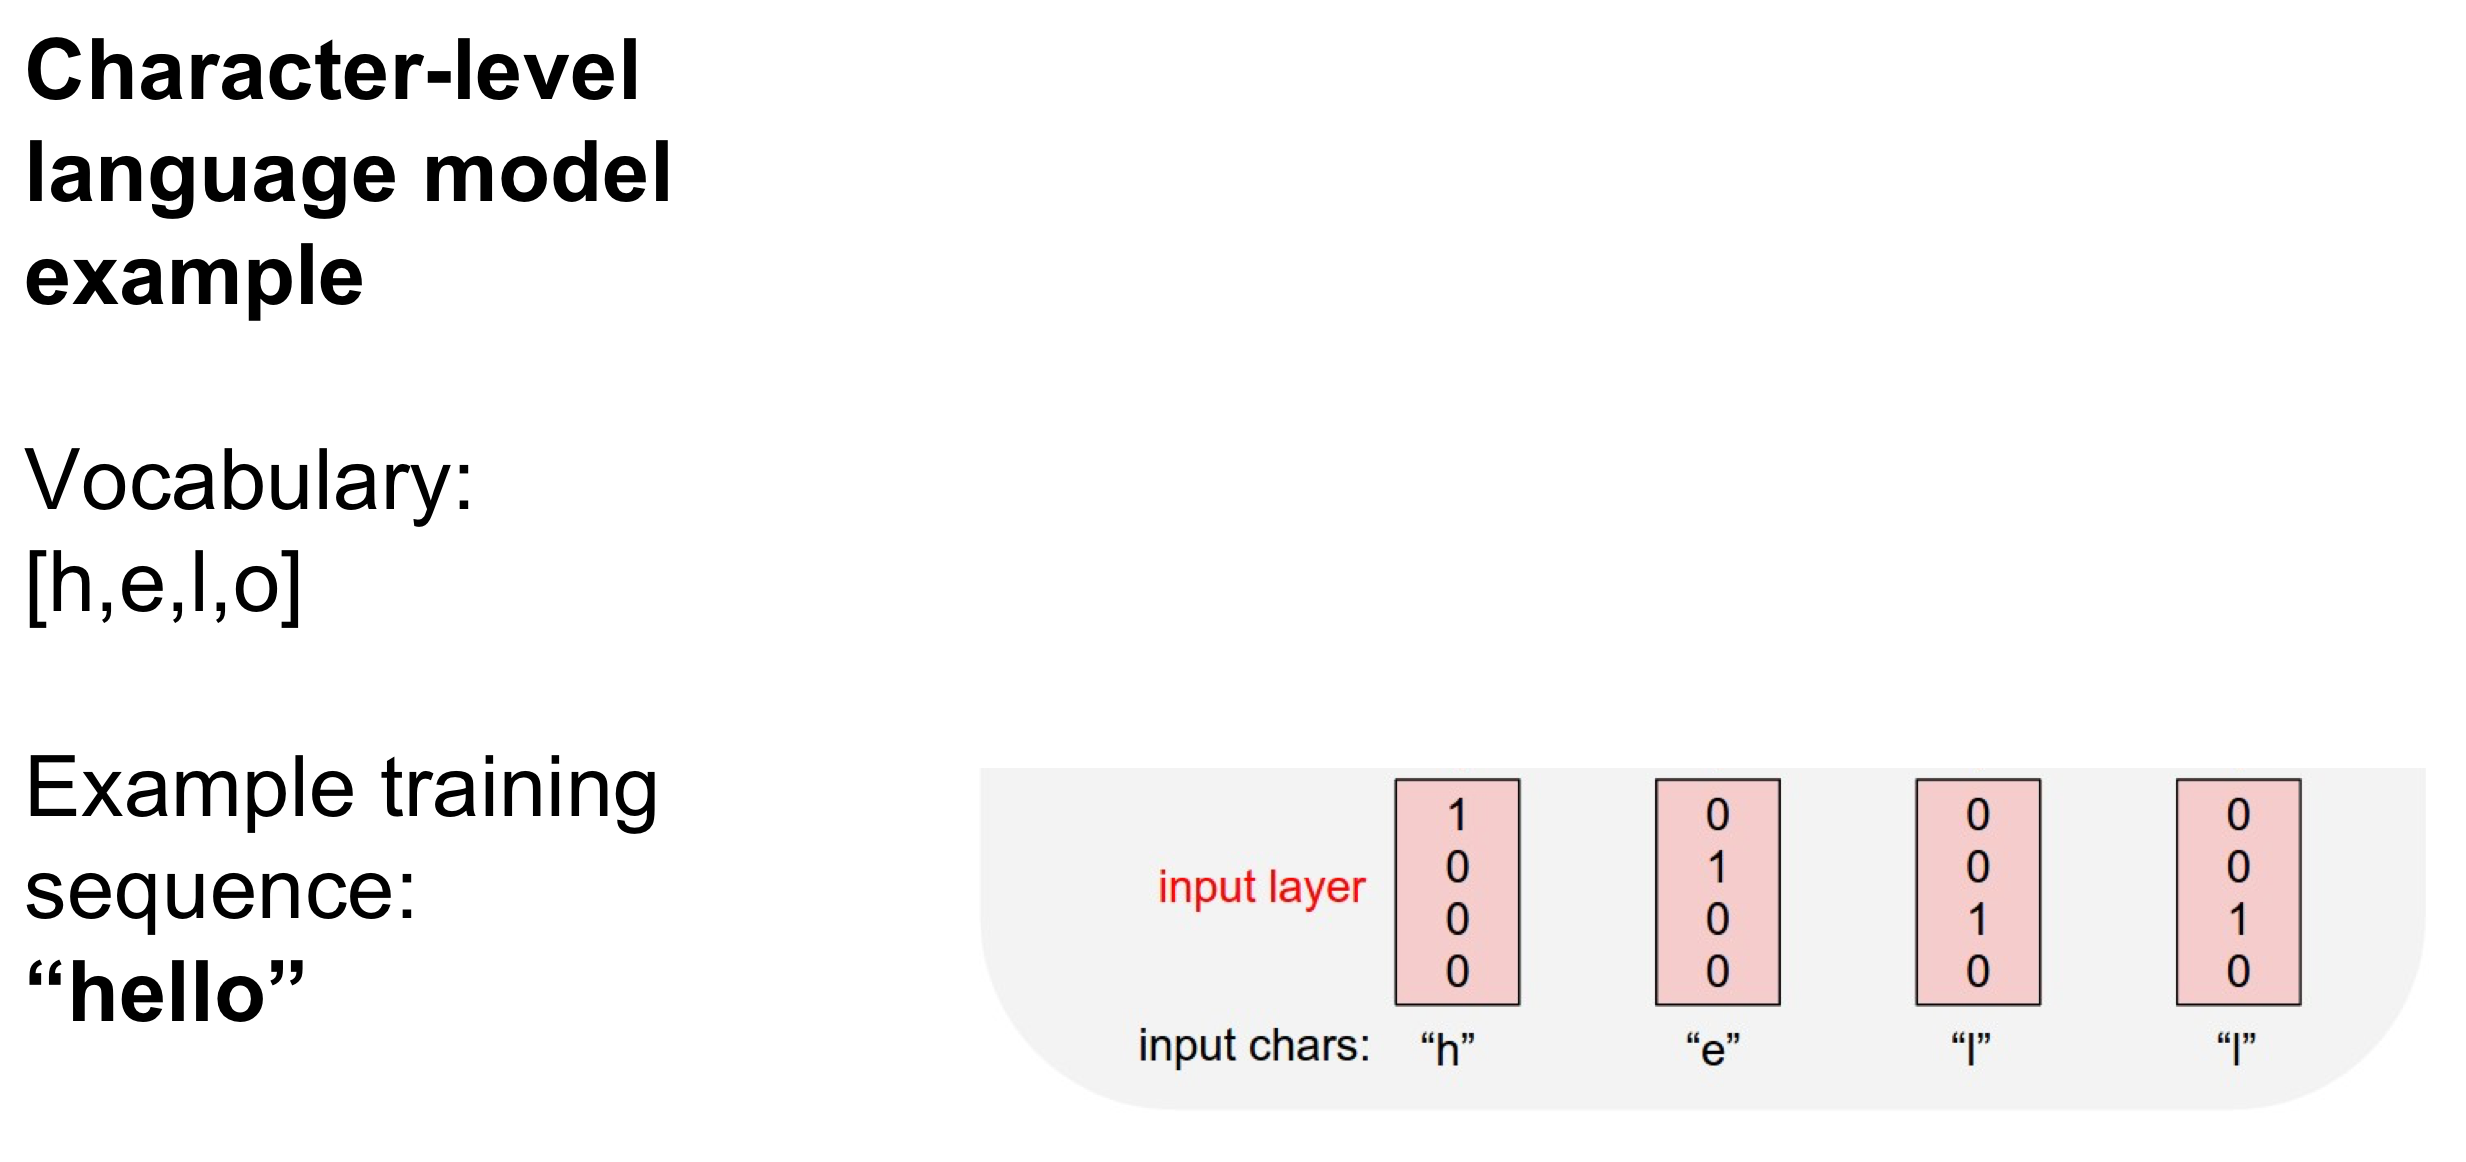 Character-level
language model
example
Vocabulary:
[h,e,l,o]
Example training
sequence:
“hello”
1 0 0 0
0 1 0 0
input layer
0 0 1 1
0 0 0 0
input chars: “h” “e” “l” “l”